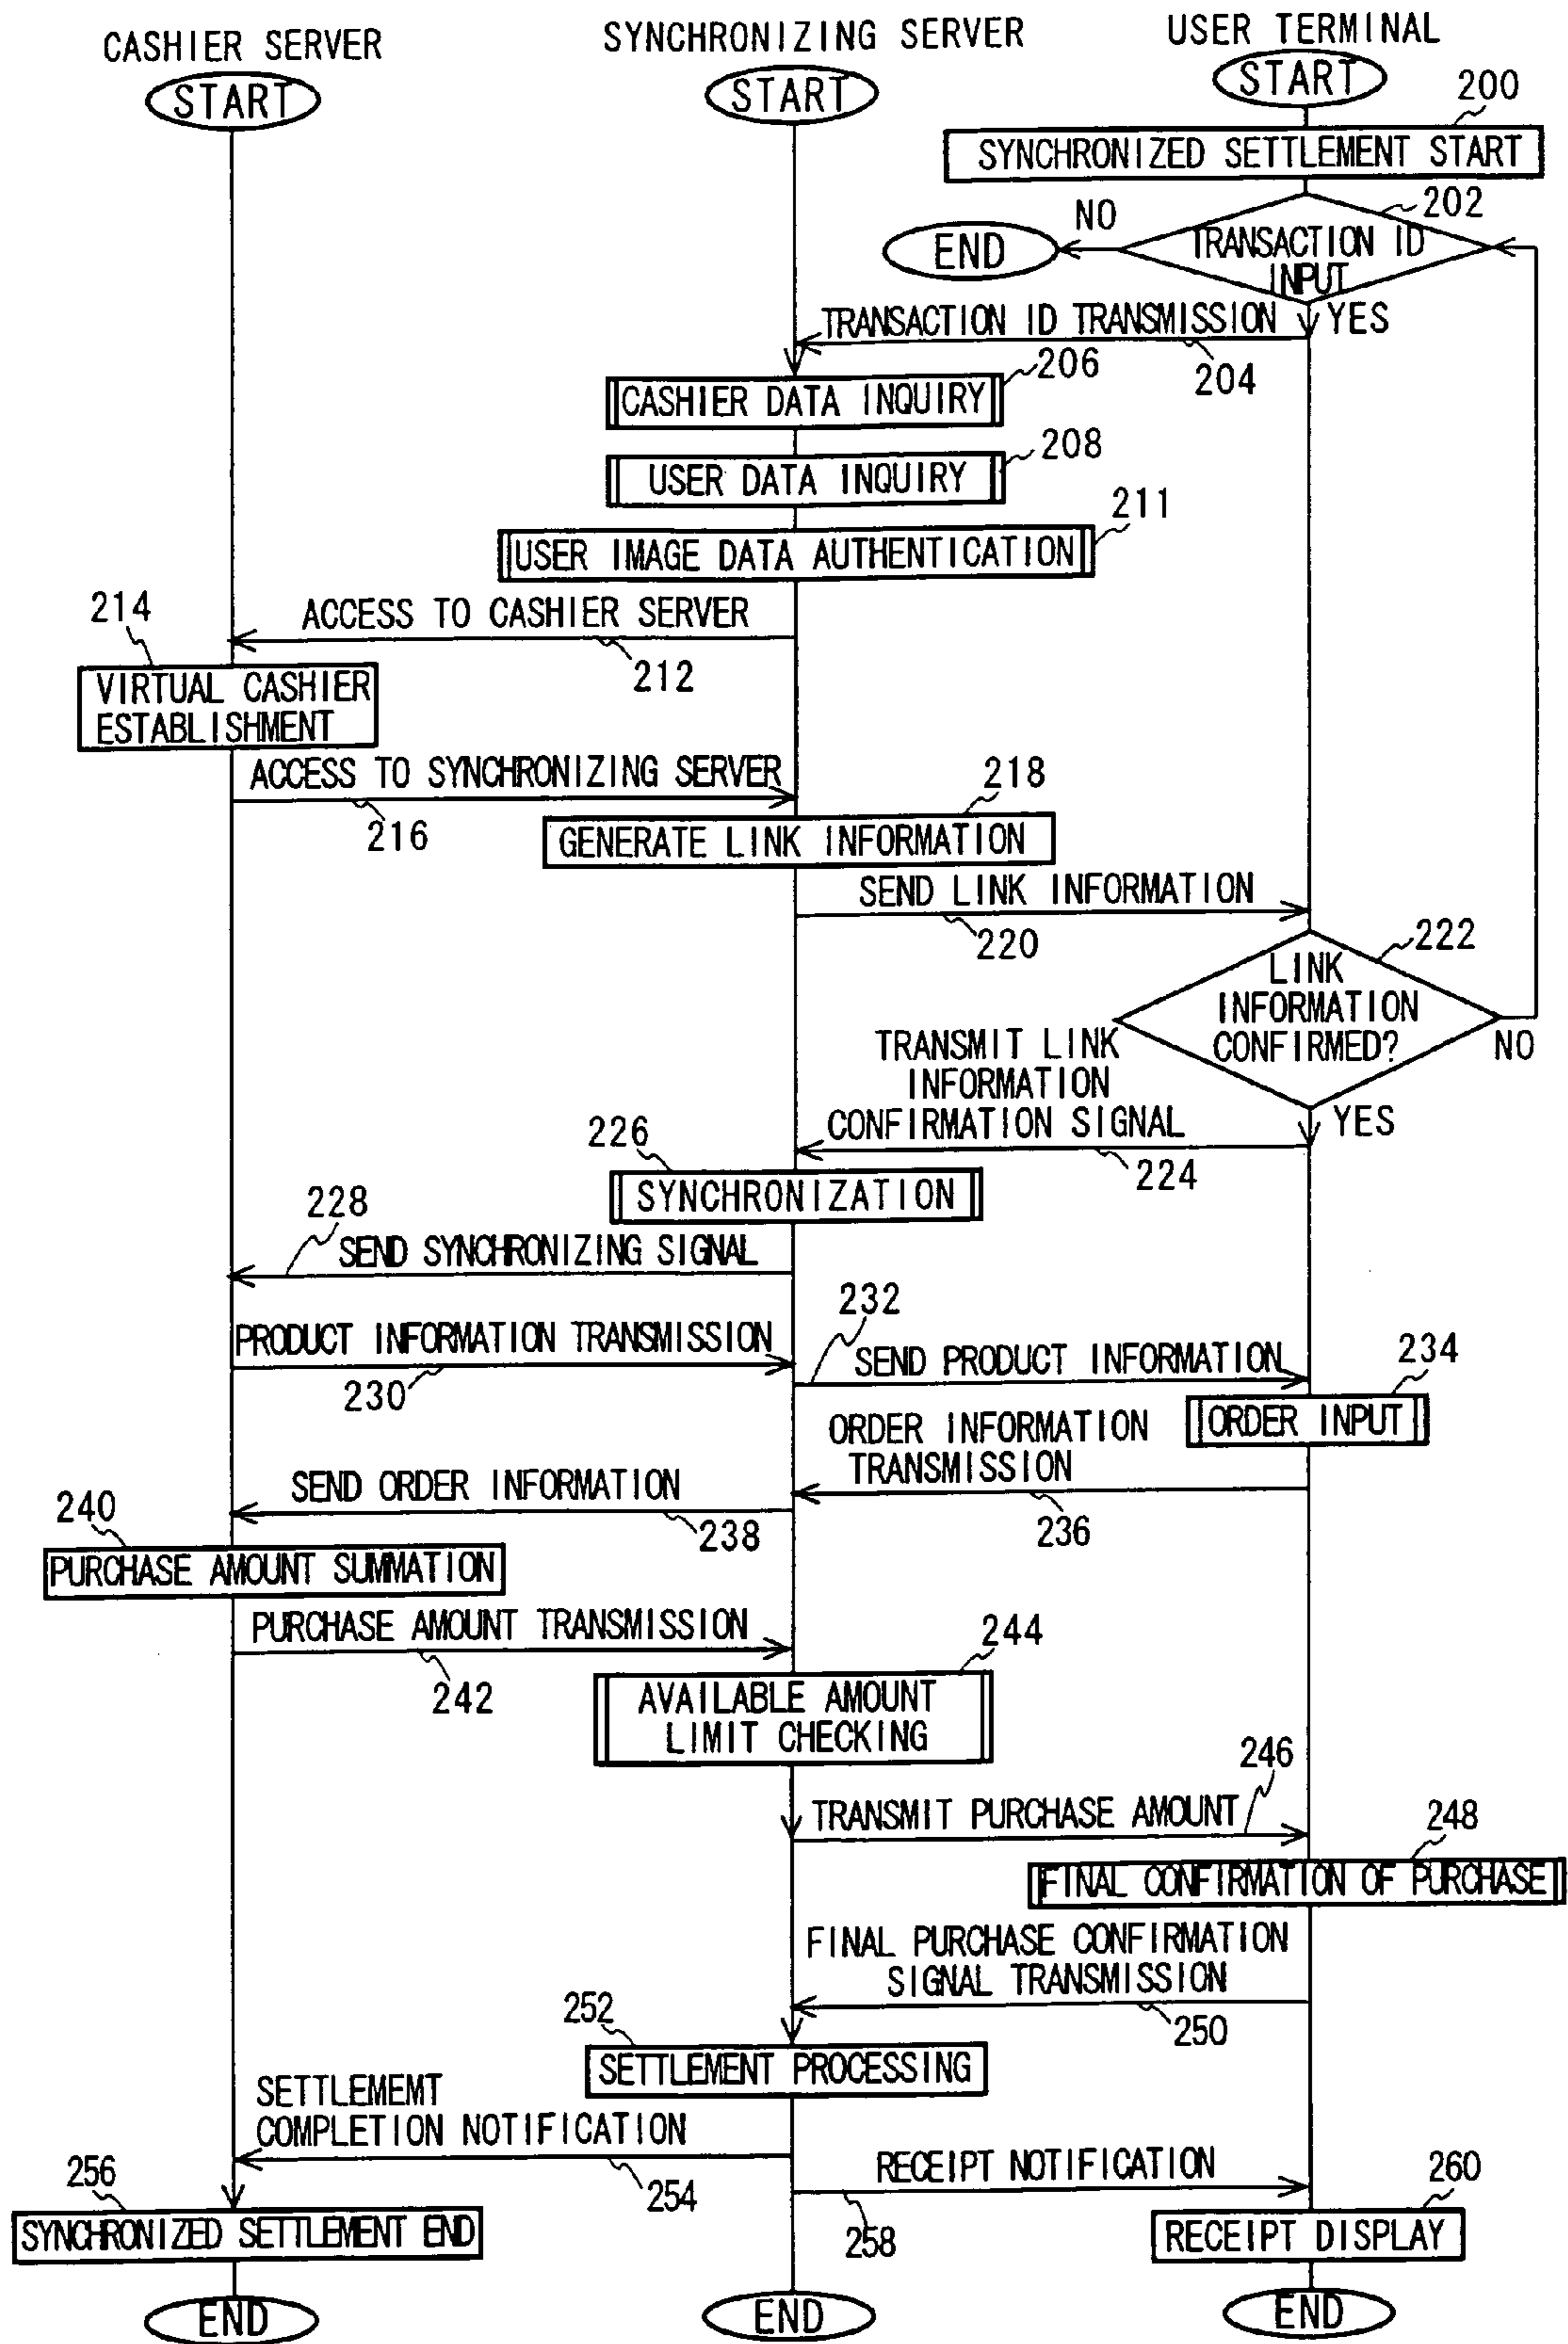 CASHIER SERVER
SYNCHRONIZING SERVER
USER TERMINAL
START
START
START
200
SYNCHRONIZED SETTLEMENT START
202
NO
TRANSACTION ID
INPUT
END
YES
TRANSACTION ID TRANSMISSION
204
206
CASHIER DATA INQUIRY
208
USER DATA INQUIRY
211
USER IMAGE DATA AUTHENTICATION
214
ACCESS TO CASHIER SERVER
212
VIRTUAL CASHIER
ESTABLISHMENT
ACCESS TO SYNCHRONIZING SERVER
216
218
GENERATE LINK INFORMATION
SEND LINK INFORMATION
220
222
LINK
INFORMATION
CONFIRMED?
NO
YES
TRANSMIT LINK
INFORMATION
CONFIRMATION SIGNAL
224
226
SYNCHRONIZATION
228
SEND SYNCHRONIZING SIGNAL
PRODUCT INFORMATION TRANSMISSION
230
232
SEND PRODUCT INFORMATION
234
ORDER INPUT
ORDER INFORMATION
TRANSMISSION
236
SEND ORDER INFORMATION
238
240
PURCHASE AMOUNT SUMMATION
PURCHASE AMOUNT TRANSMISSION
242
244
AVAILABLE AMOUNT
LIMIT CHECKING
246
TRANSMIT PURCHASE AMOUNT
248
FINAL CONFIRMATION OF PURCHASE
FINAL PURCHASE CONFIRMATION
SIGNAL TRANSMISSION
250
252
SETTLEMENT PROCESSING
SETTLEMEMT
COMPLETION NOTIFICATION
254
256
SYNCHRONIZED SETTLEMENT END
RECEIPT NOTIFICATION
258
260
RECEIPT DISPLAY
END
END
END